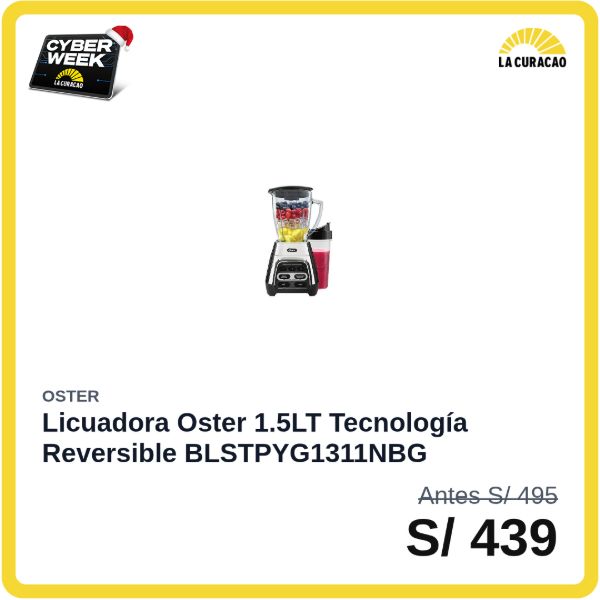 CYBER
WEEK
LA CURACAO
LA CURACAO
OSTER
Licuadora Oster 1.5LT Tecnología
Reversible BLSTPYG1311NBG
Antes S/ 495
S/ 439